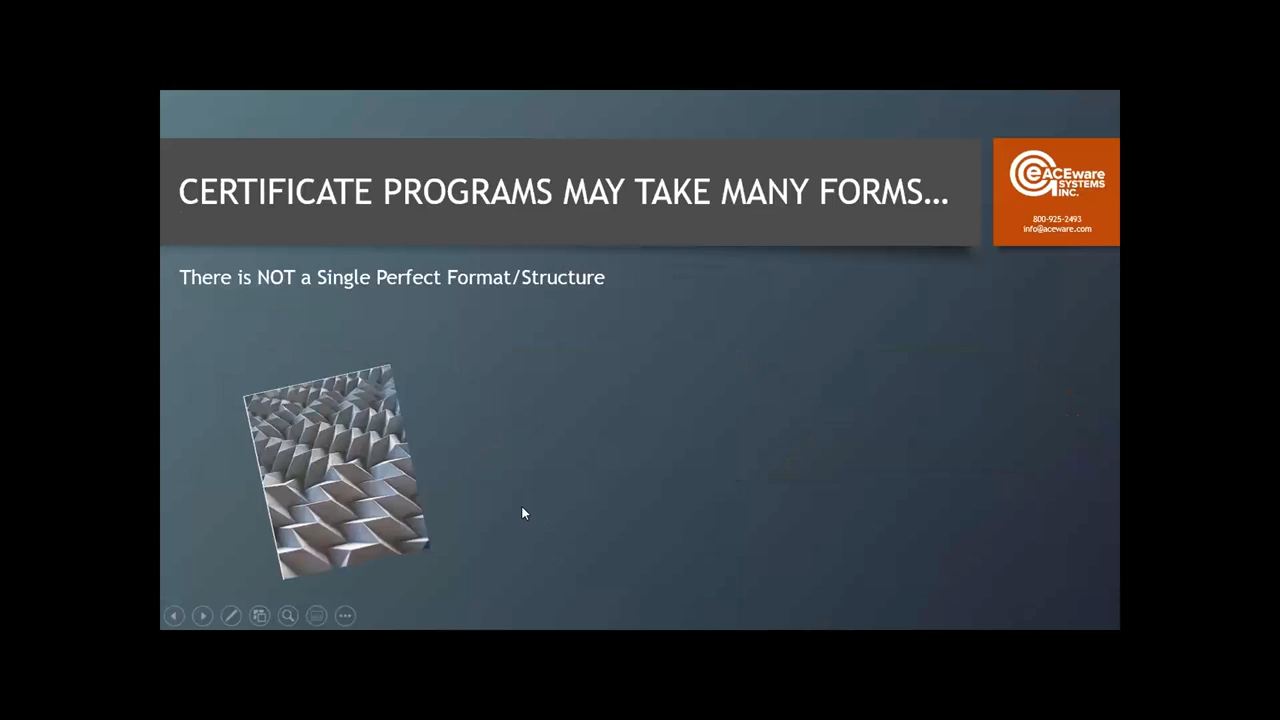 CERTIFICATE PROGRAMS MAY TAKE MANY FORMS…
eACEware
SYSTEMS
INC.
800-925-2493
info@aceware.com
There is NOT a Single Perfect Format/Structure